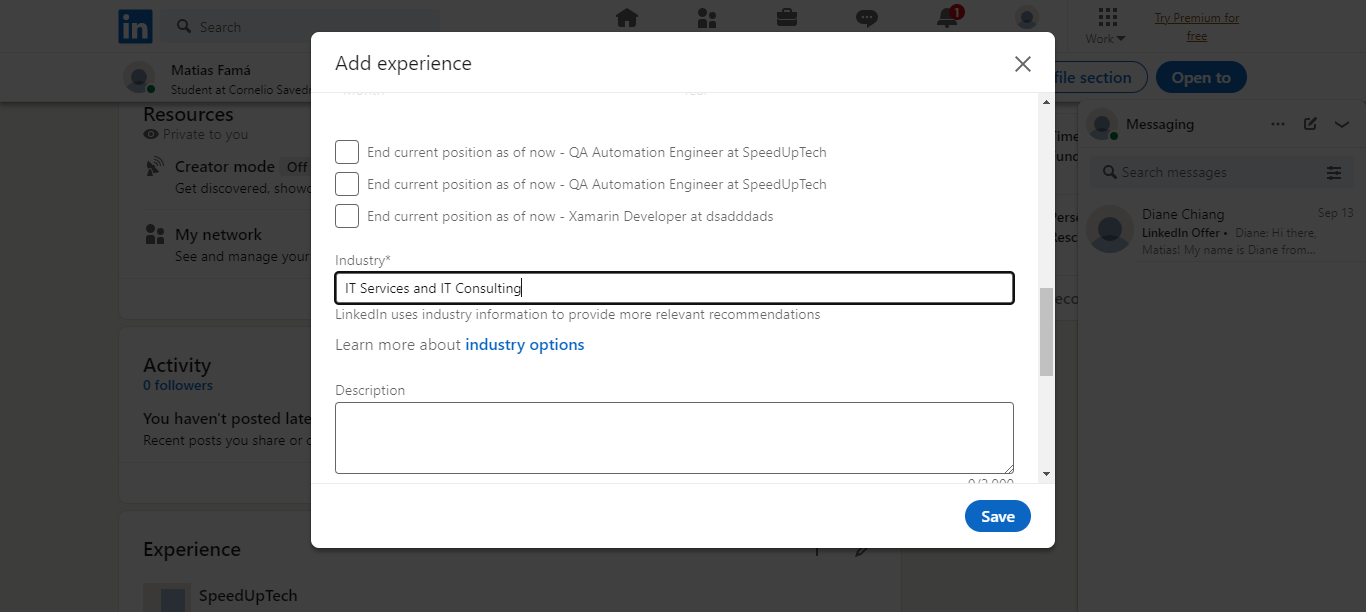 in
Search
1
Work
Try Premium for
free
Matias Famá
Student at Cornelio Saved
file section
Open to
Resources
Private to you
Creator mode Off
Get discovered, show
My network
See and manage your
Activity
0 followers
You haven't posted late
Recent posts you share or c
Experience
SpeedUpTech
Add experience
Month
Year
End current position as of now - QA Automation Engineer at SpeedUpTech
End current position as of now - QA Automation Engineer at SpeedUpTech
End current position as of now - Xamarin Developer at dsadddads
Industry*
IT Services and IT Consulting
LinkedIn uses industry information to provide more relevant recommendations
Learn more about industry options
Description
0/2,000
Save
Messaging
Search messages
Diane Chiang
Sep 13
LinkedIn Offer • Diane: Hi there,
Matias! My name is Diane from...